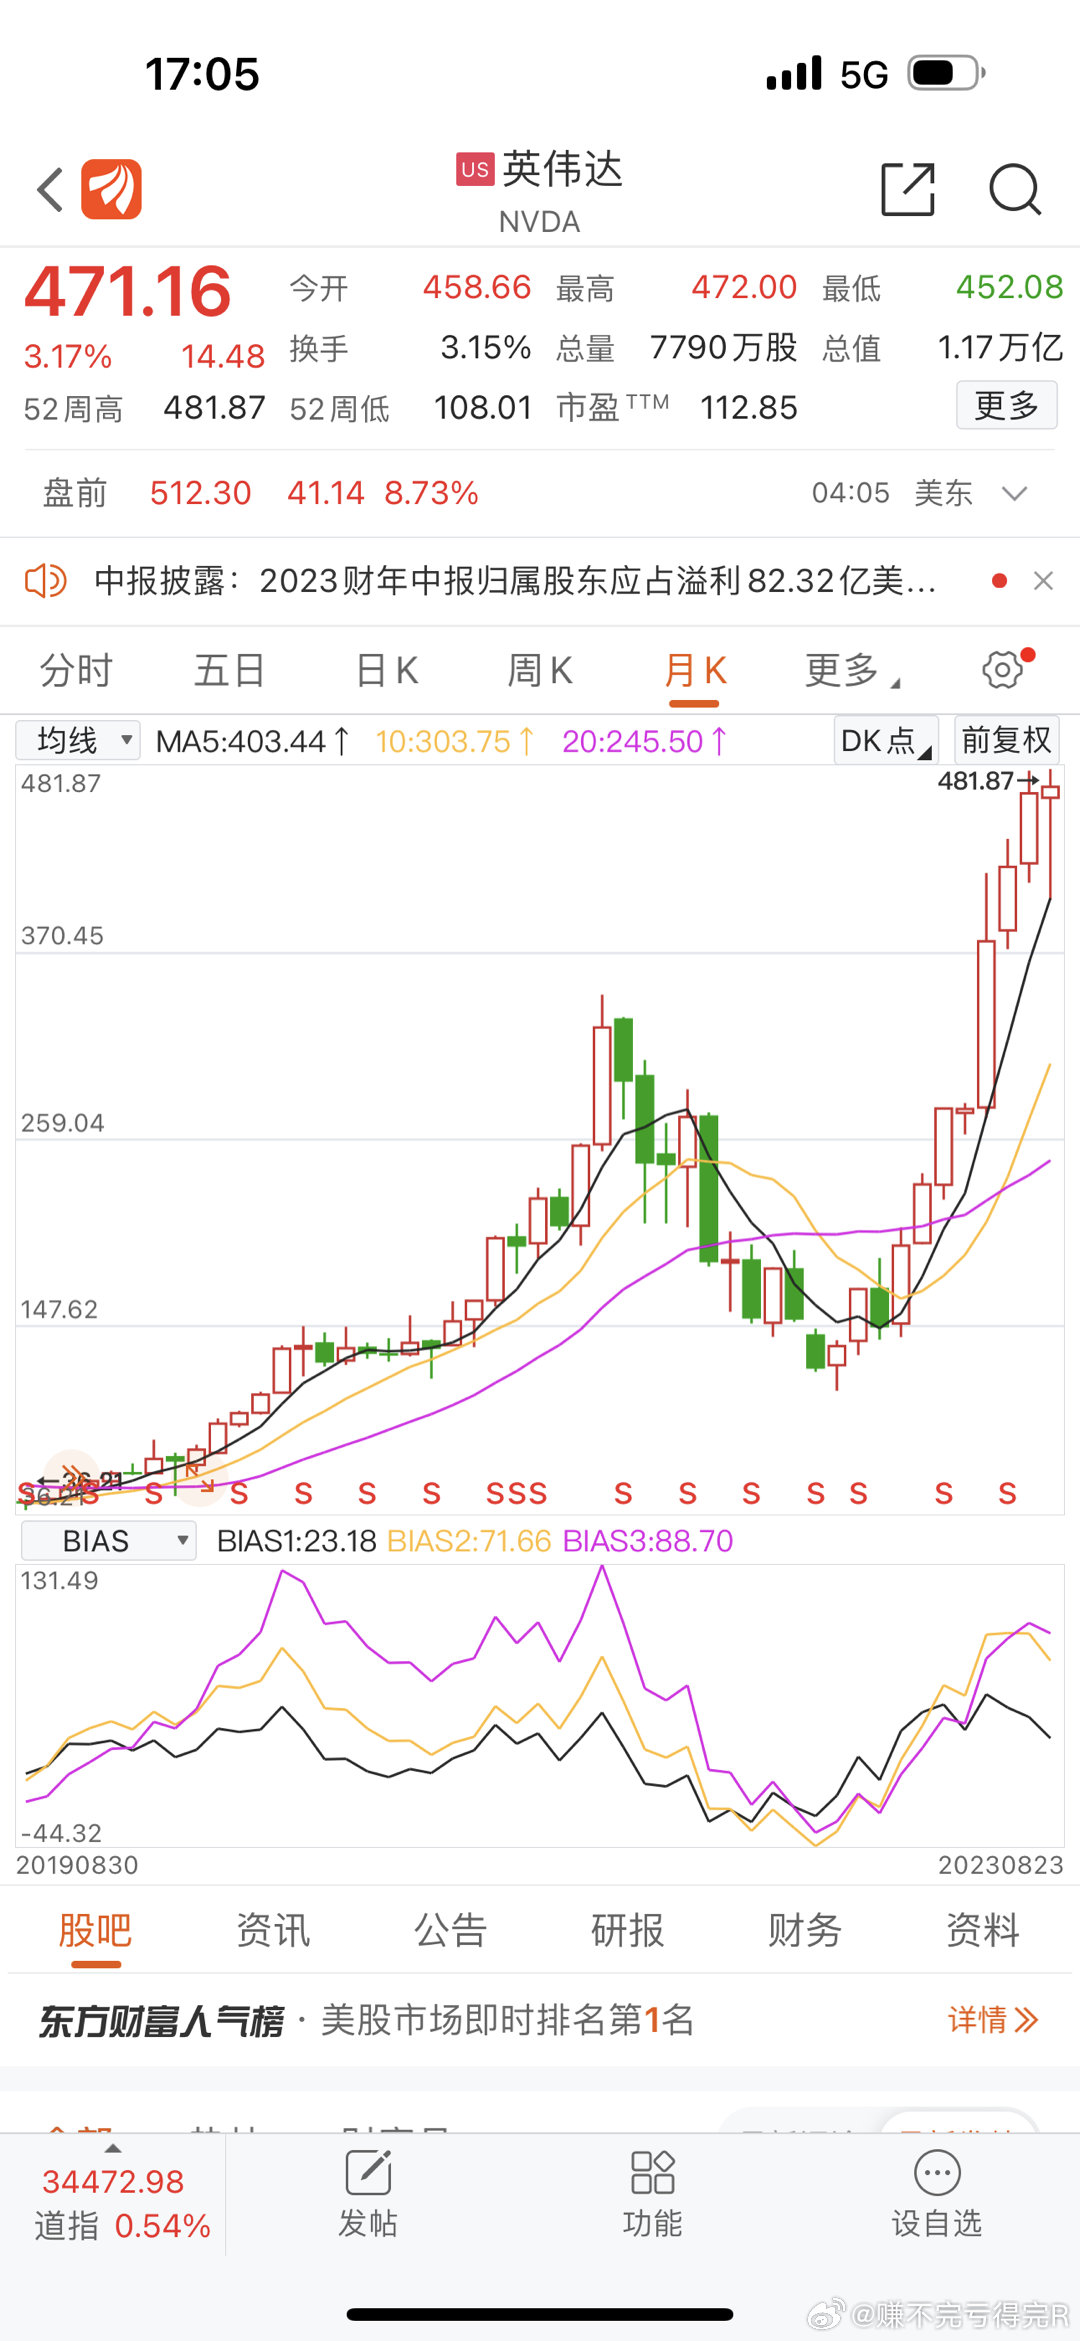 17:05 5G
US 英伟达
NVDA
471.16 今开 458.66 最高 472.00 最低 452.08
3.17% 14.48 换手 3.15% 总量 7790万股 总值 1.17万亿
52周高 481.87 52周低 108.01 市盈TTM 112.85 更多
盘前 512.30 41.14 8.73% 04:05 美东
中报披露：2023财年中报归属股东应占溢利82.32亿美...
分时 五日 日K 周K 月K 更多
均线 MA5:403.44↑ 10:303.75↑ 20:245.50↑ DK点 前复权
481.87 481.87→
370.45
259.04
147.62
←36.21
36.21
S S S S S S S S S S S S S S S S S
BIAS BIAS1:23.18 BIAS2:71.66 BIAS3:88.70
131.49
-44.32
20190830 20230823
股吧 资讯 公告 研报 财务 资料
东方财富人气榜 · 美股市场即时排名第1名 详情
34472.98
道指 0.54% 发帖 功能 设自选
@赚不完亏得完R